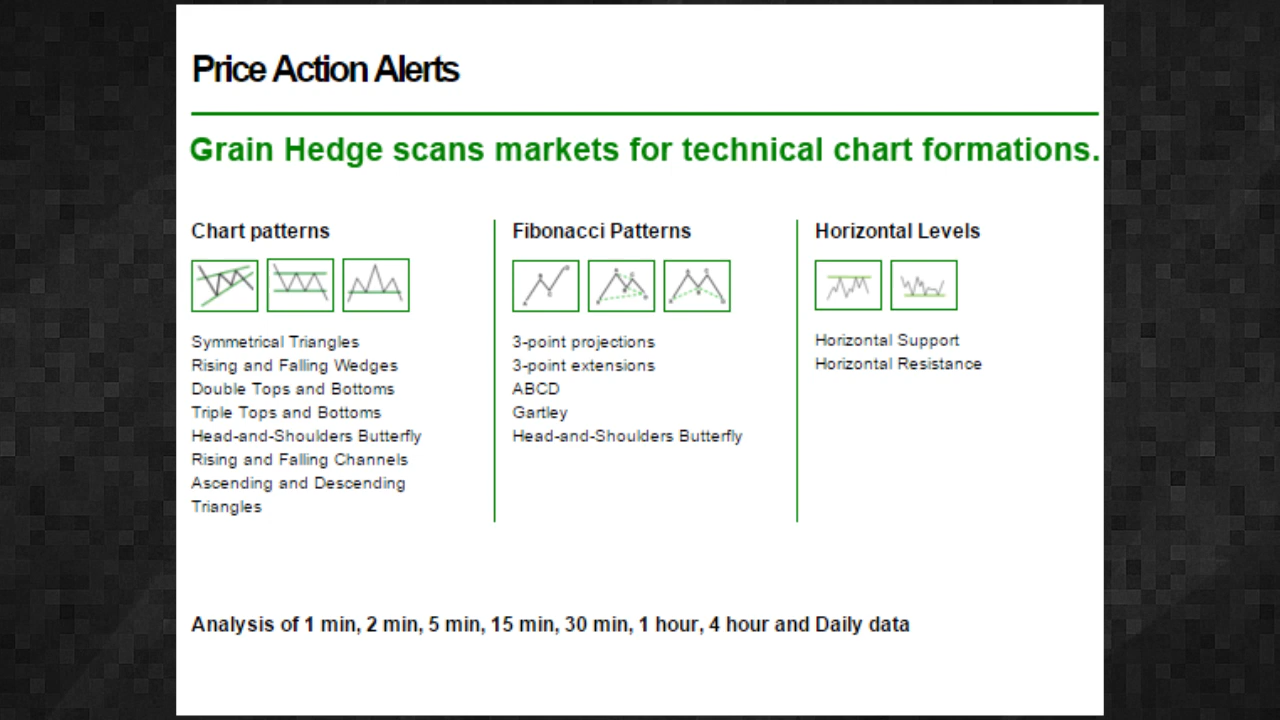 Price Action Alerts
Grain Hedge scans markets for technical chart formations.
Chart patterns
Symmetrical Triangles
Rising and Falling Wedges
Double Tops and Bottoms
Triple Tops and Bottoms
Head-and-Shoulders Butterfly
Rising and Falling Channels
Ascending and Descending
Triangles
Fibonacci Patterns
3-point projections
3-point extensions
ABCD
Gartley
Head-and-Shoulders Butterfly
Horizontal Levels
Horizontal Support
Horizontal Resistance
Analysis of 1 min, 2 min, 5 min, 15 min, 30 min, 1 hour, 4 hour and Daily data